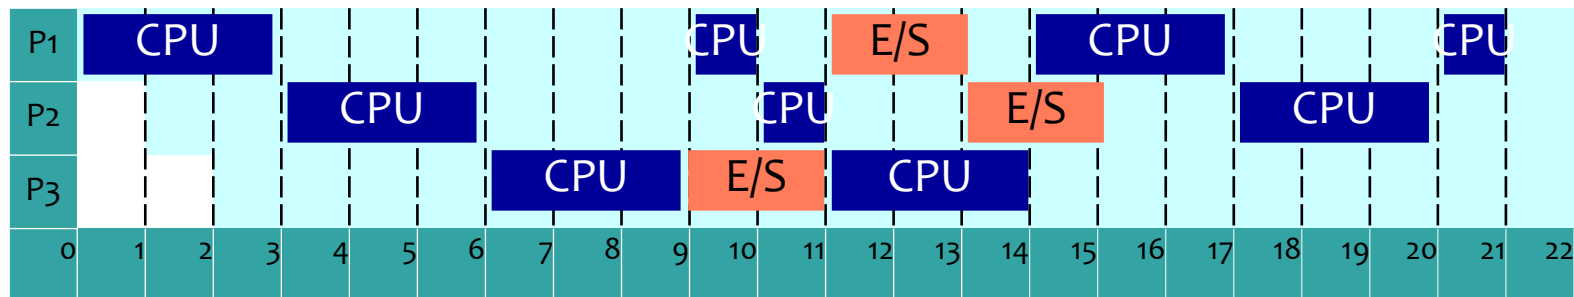 P1 CPU CPU E/S CPU CPU
P2 CPU CPU E/S CPU
P3 CPU E/S CPU
0 1 2 3 4 5 6 7 8 9 10 11 12 13 14 15 16 17 18 19 20 21 22